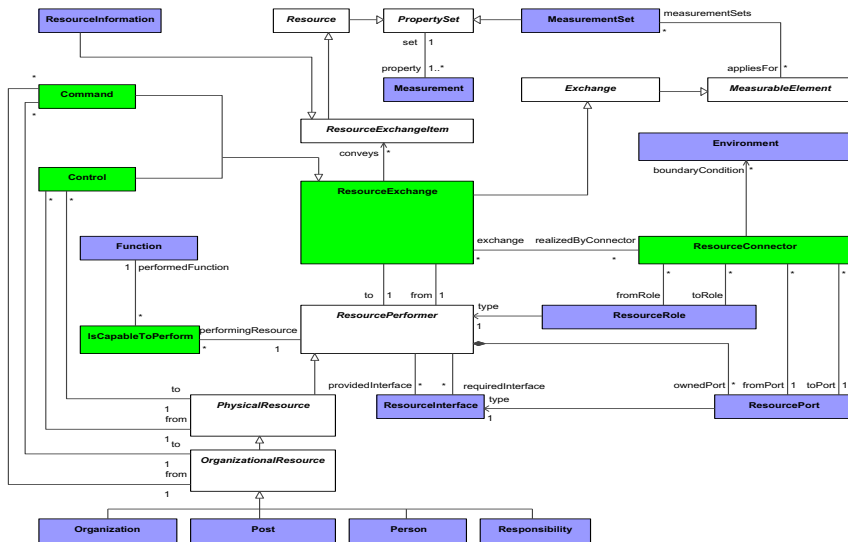 measurementSets
ResourceInformation
Resource
PropertySet
MeasurementSet
set
1
*
property
1..*
appliesFor
*
*
Command
Measurement
Exchange
MeasurableElement
*
ResourceExchangeItem
Environment
conveys
*
boundaryCondition
*
Control
ResourceExchange
*
*
Function
exchange
realizedByConnector
ResourceConnector
1
performedFunction
*
*
*
*
*
*
to
1
from
1
fromRole
toRole
*
performingResource
ResourcePerformer
type
ResourceRole
IsCapableToPerform
*
1
1
to
providedInterface
*
*
requiredInterface
ownedPort
*
fromPort
1
toPort
1
1
PhysicalResource
ResourceInterface
type
ResourcePort
from
1
1
to
1
OrganizationalResource
from
1
Organization
Post
Person
Responsibility